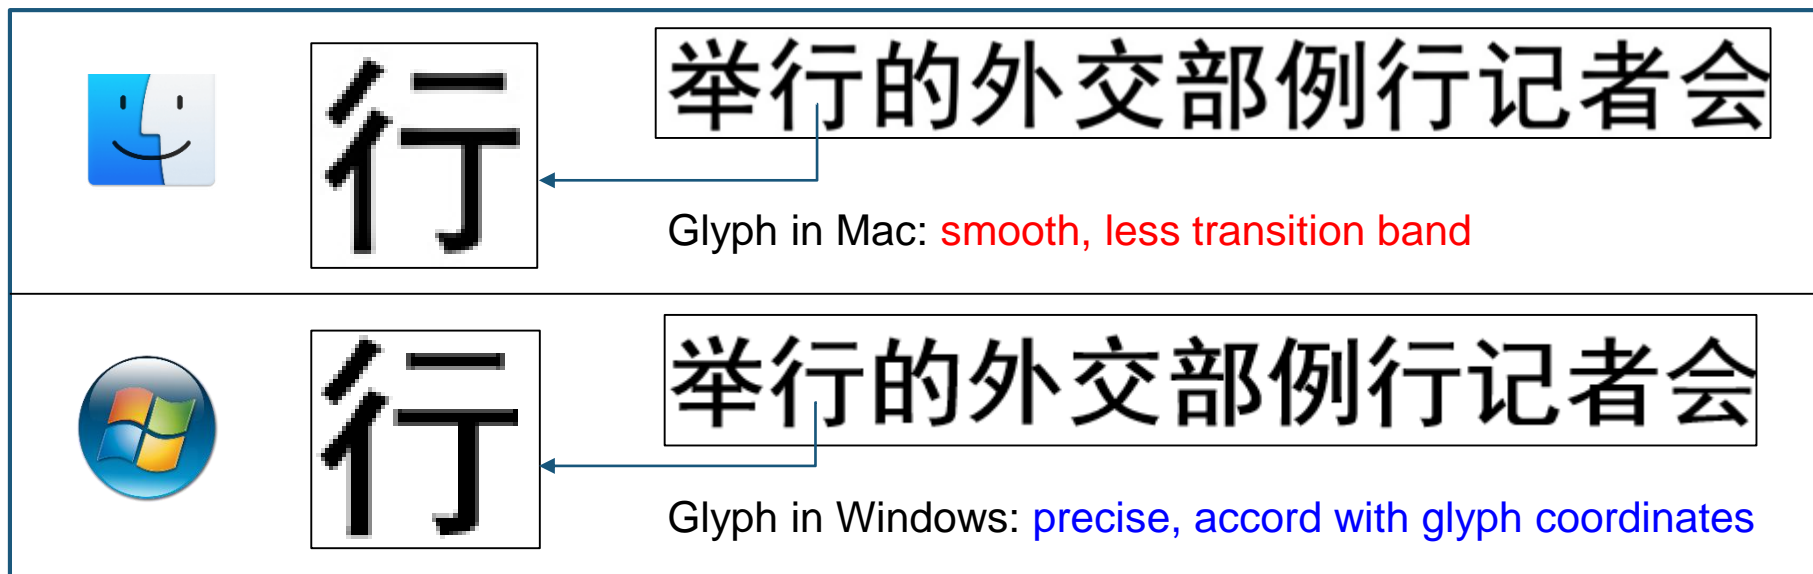 行
举行的外交部例行记者会
Glyph in Mac: smooth, less transition band
行
举行的外交部例行记者会
Glyph in Windows: precise, accord with glyph coordinates